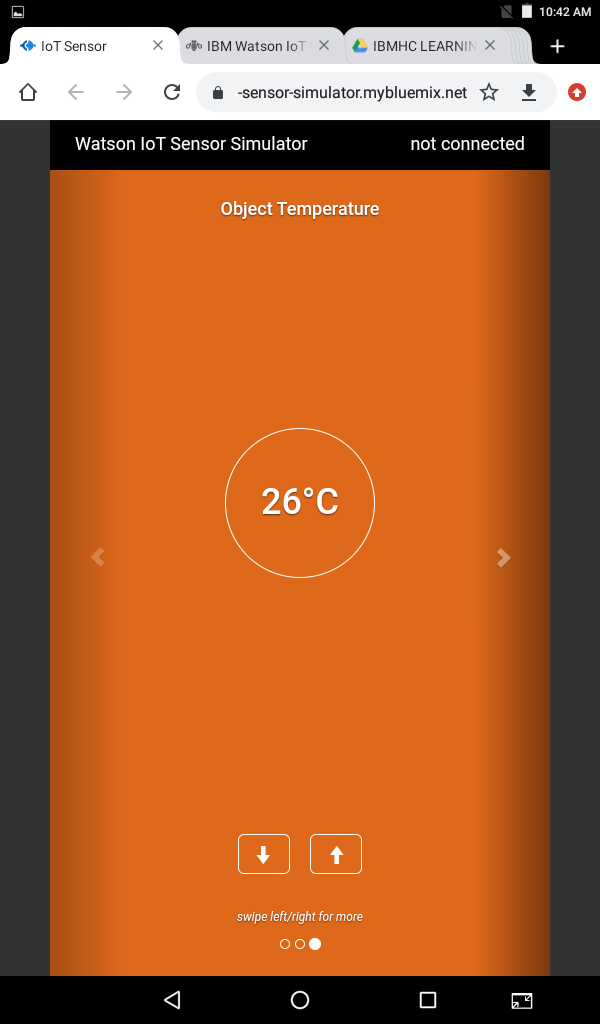 10:42 AM
IoT Sensor
IBM Watson IoT
IBMHC LEARNIN
-sensor-simulator.mybluemix.net
Watson IoT Sensor Simulator
not connected
Object Temperature
26°C
swipe left/right for more